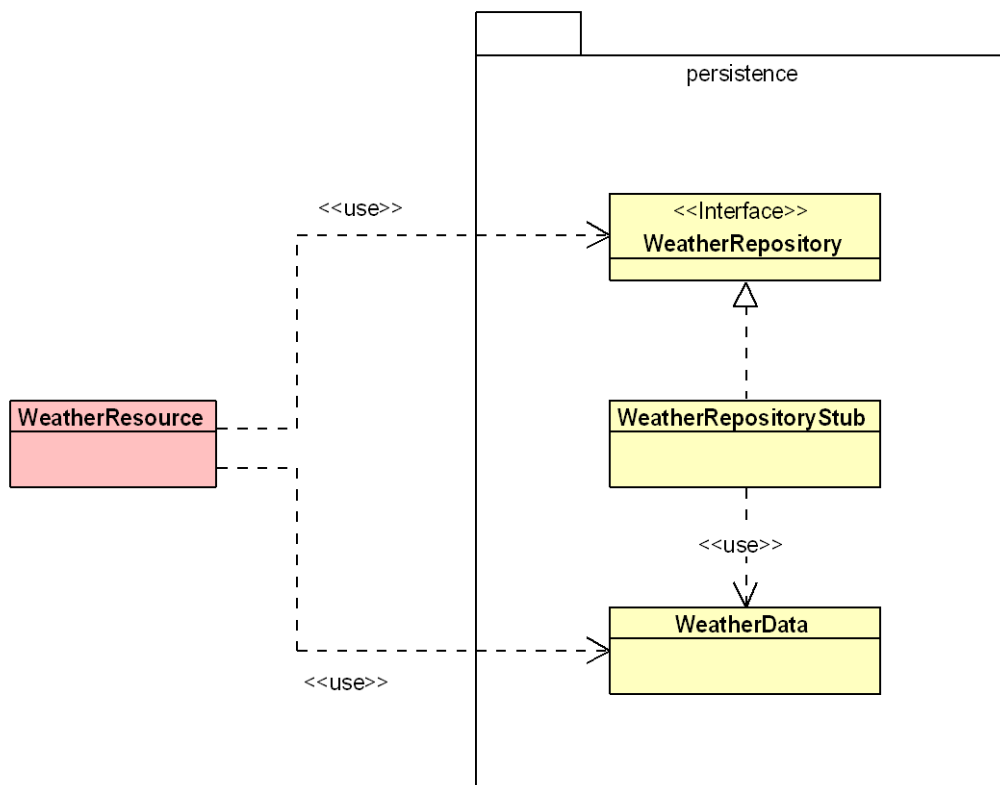 persistence
<<use>>
<<Interface>>
WeatherRepository
WeatherResource
WeatherRepositoryStub
<<use>>
WeatherData
<<use>>